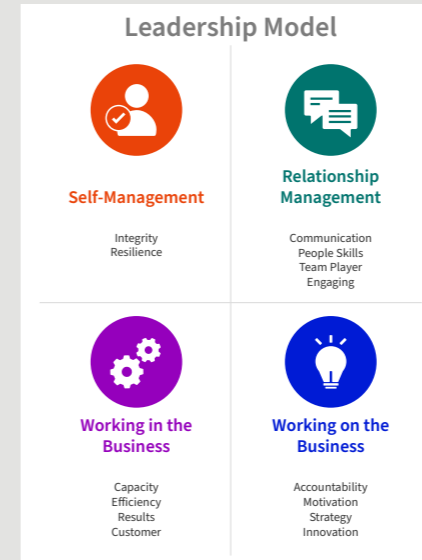 Leadership Model
Self-Management
Integrity
Resilience
Relationship
Management
Communication
People Skills
Team Player
Engaging
Working in the
Business
Capacity
Efficiency
Results
Customer
Working on the
Business
Accountability
Motivation
Strategy
Innovation